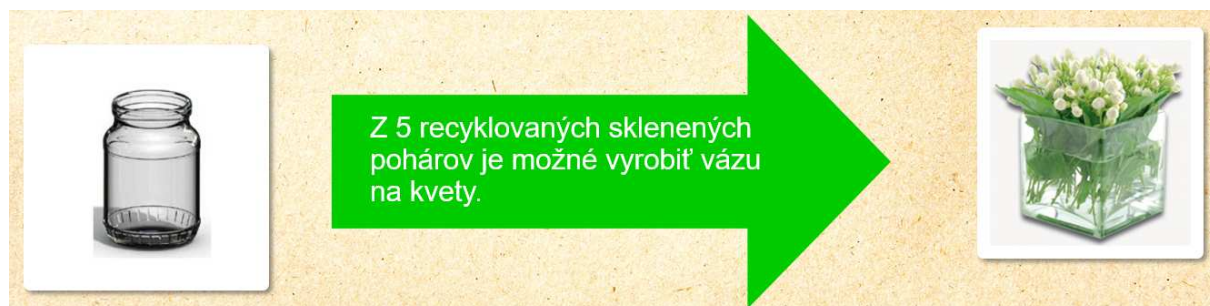 Z 5 recyklovaných sklenených
pohárov je možné vyrobiť vázu
na kvety.